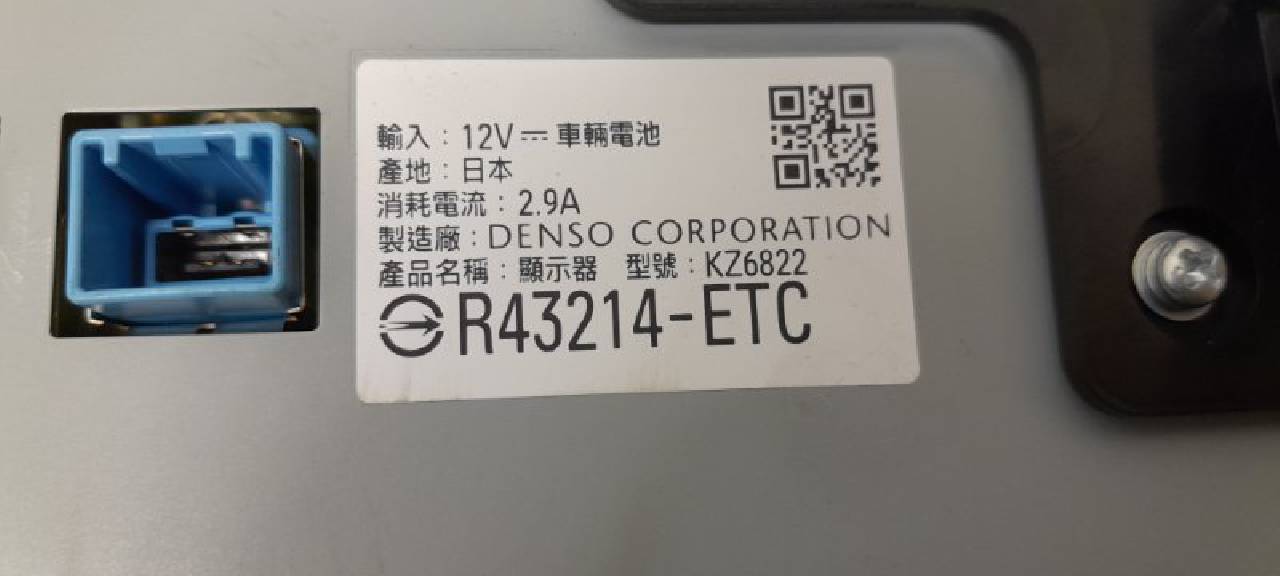 輸入：12V⎓車輛電池
產地：日本
消耗電流：2.9A
製造廠：DENSO CORPORATION
產品名稱：顯示器 型號：KZ6822
R43214-ETC